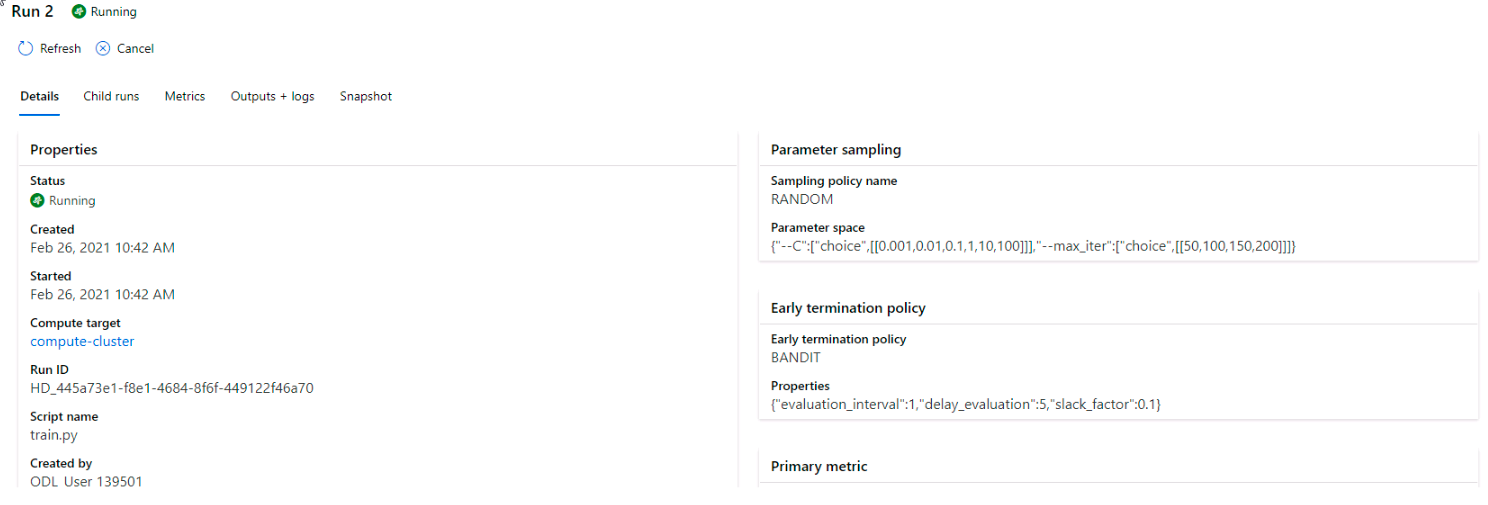 Run 2 Running
Refresh Cancel
Details Child runs Metrics Outputs + logs Snapshot
Properties
Status
Running
Created
Feb 26, 2021 10:42 AM
Started
Feb 26, 2021 10:42 AM
Compute target
compute-cluster
Run ID
HD_445a73e1-f8e1-4684-8f6f-449122f46a70
Script name
train.py
Created by
ODL_User 139501
Parameter sampling
Sampling policy name
RANDOM
Parameter space
{"--C":["choice",[[0.001,0.01,0.1,1,10,100]]],"--max_iter":["choice",[[50,100,150,200]]]}
Early termination policy
Early termination policy
BANDIT
Properties
{"evaluation_interval":1,"delay_evaluation":5,"slack_factor":0.1}
Primary metric